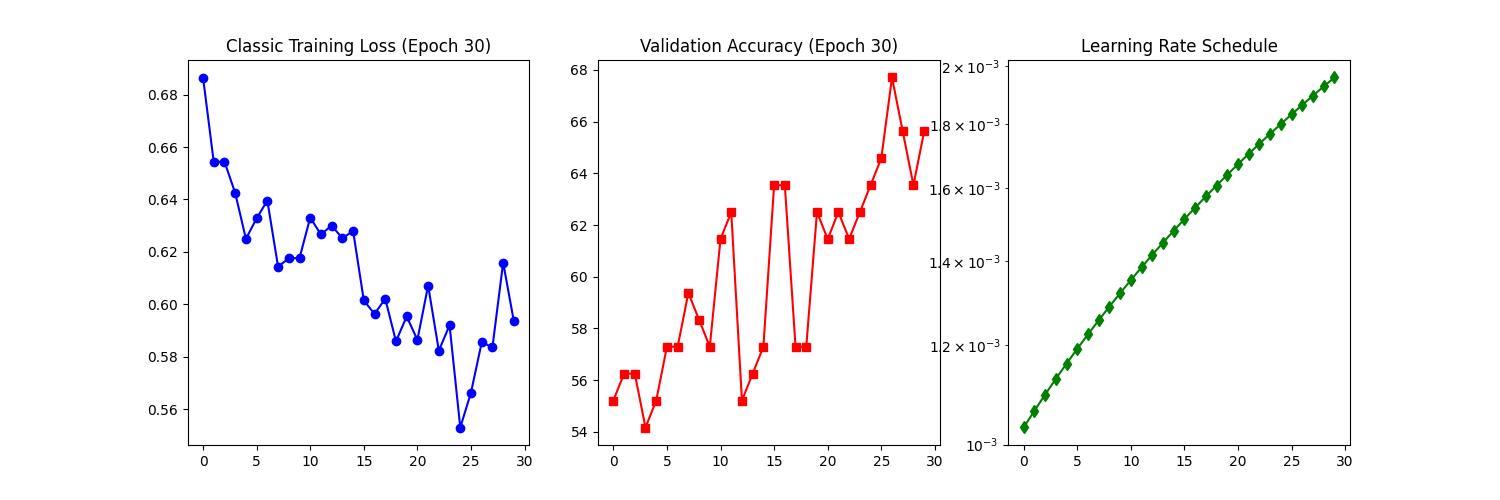 Classic Training Loss (Epoch 30)
0.68
0.66
0.64
0.62
0.60
0.58
0.56
0 5 10 15 20 25 30
Validation Accuracy (Epoch 30)
68
66
64
62
60
58
56
54
0 5 10 15 20 25 30
Learning Rate Schedule
2 × 10⁻³
1.8 × 10⁻³
1.6 × 10⁻³
1.4 × 10⁻³
1.2 × 10⁻³
10⁻³
0 5 10 15 20 25 30